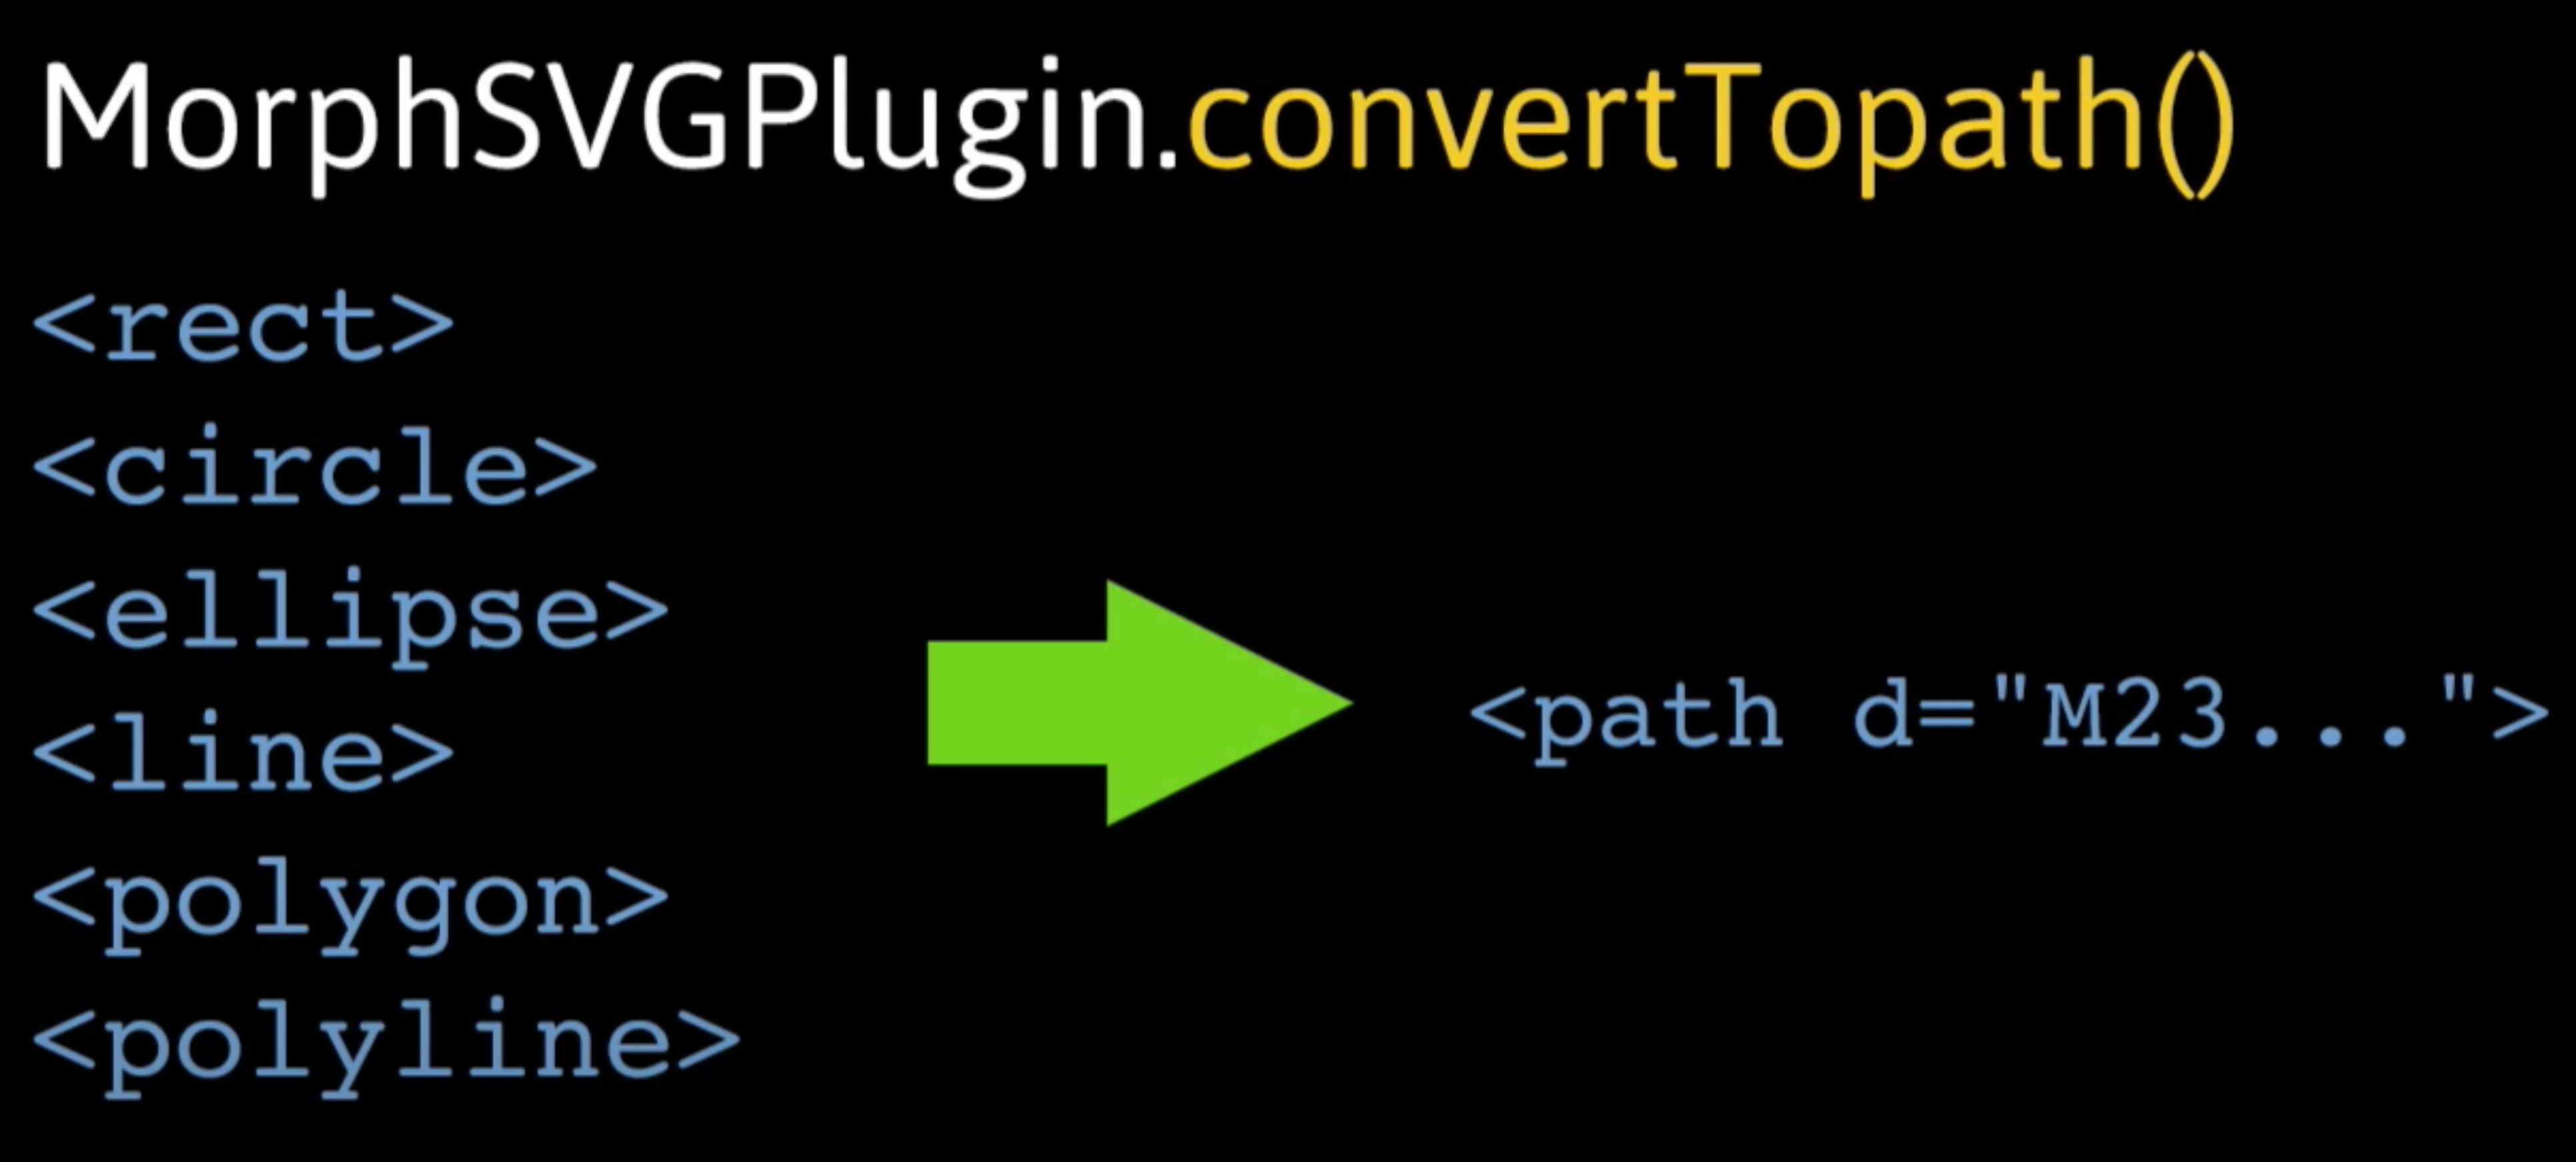 MorphSVGPlugin.convertTopath()
<rect>
<circle>
<ellipse>
<line>
<path d="M23...">
<polygon>
<polyline>